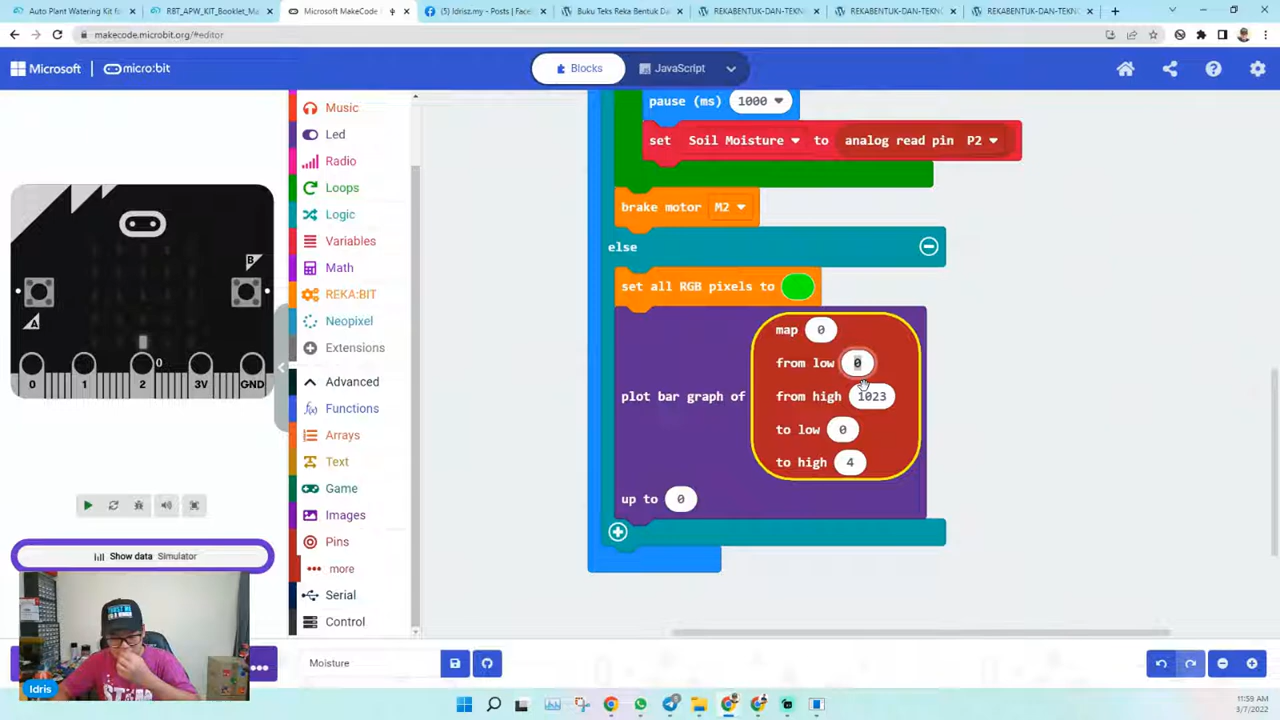 Auto Plant Watering Kit fo
RBT_APW_KIT_Booklet_M
Microsoft MakeCode
Idrisz.my - Posts | Face
Buku Teks Reka Bentuk Da
REKABENTUK-DAN-TEKN
REKABENTUK-DAN-TEKNO
REKABENTUK-DAN-TEKN
makecode.microbit.org/#editor
Microsoft
micro:bit
Blocks
JavaScript
Music
Led
Radio
Loops
Logic
Variables
Math
REKA:BIT
Neopixel
Extensions
Advanced
Functions
Arrays
Text
Game
Images
Pins
more
Serial
Control
A
B
0
0 1 2 3V GND
Show data Simulator
Idris
pause (ms) 1000
set Soil Moisture to analog read pin P2
brake motor M2
else
set all RGB pixels to
plot bar graph of
map 0
from low 0
from high 1023
to low 0
to high 4
up to 0
Moisture
11:59 AM
3/7/2022